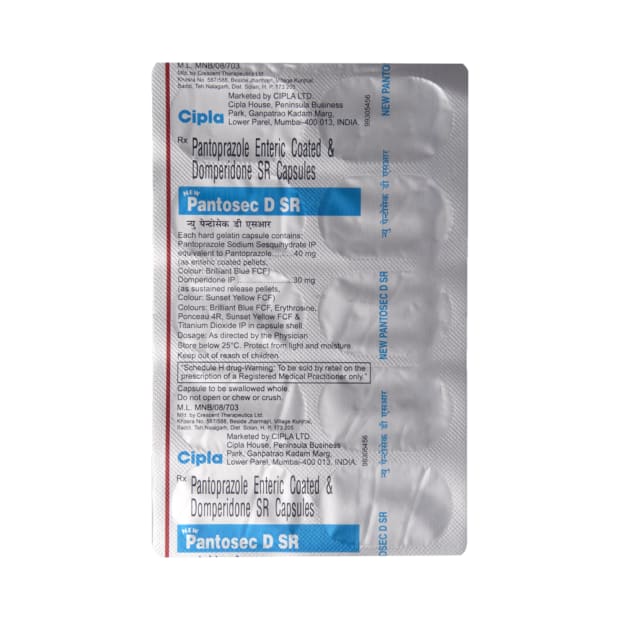 M.L. MNB/08/703.
Mfd. by Crescent Therapeutics Ltd.
Khasra No. 587/588, Beside Jharmajri, Village Kunjhal,
Baddi, Teh Nalagarh, Dist. Solan, H. P. 173 205
Marketed by CIPLA LTD.
Cipla House, Peninsula Business
Park, Ganpatrao Kadam Marg,
Lower Parel, Mumbai-400 013, INDIA.
Cipla
Rx Pantoprazole Enteric Coated &
Domperidone SR Capsules
NEW
Pantosec D SR
न्यु पेन्टोसेक डी एसआर
Each hard gelatin capsule contains:
Pantoprazole Sodium Sesquihydrate IP
equivalent to Pantoprazole........40 mg
(as enteric coated pellets,
Colour: Brilliant Blue FCF)
Domperidone IP........................30 mg
(as sustained release pellets,
Colour: Sunset Yellow FCF)
Colours: Brilliant Blue FCF, Erythrosine,
Ponceau 4R, Sunset Yellow FCF &
Titanium Dioxide IP in capsule shell
Dosage: As directed by the Physician
Store below 25°C. Protect from light and moisture.
Keep out of reach of children.
"Schedule H drug-Warning: To be sold by retail on the
prescription of a Registered Medical Practitioner only."
Capsule to be swallowed whole.
Do not open or chew or crush.
M.L. MNB/08/703
Mfd. by Crescent Therapeutics Ltd.
Khasra No. 587/588, Beside Jharmajri, Village Kunjhal,
Baddi, Teh Nalagarh, Dist. Solan, H. P. 173 205
Marketed by CIPLA LTD.
Cipla House, Peninsula Business
Park, Ganpatrao Kadam Marg,
Lower Parel, Mumbai-400 013, INDIA.
Cipla
Rx Pantoprazole Enteric Coated &
Domperidone SR Capsules
NEW
Pantosec D SR
NEW PANTO
न्यु पेन्टोसेक डी एसआर
NEW PANTOSEC D SR
न्यु पेन्टोसेक डी एसआर
OSEC D SR